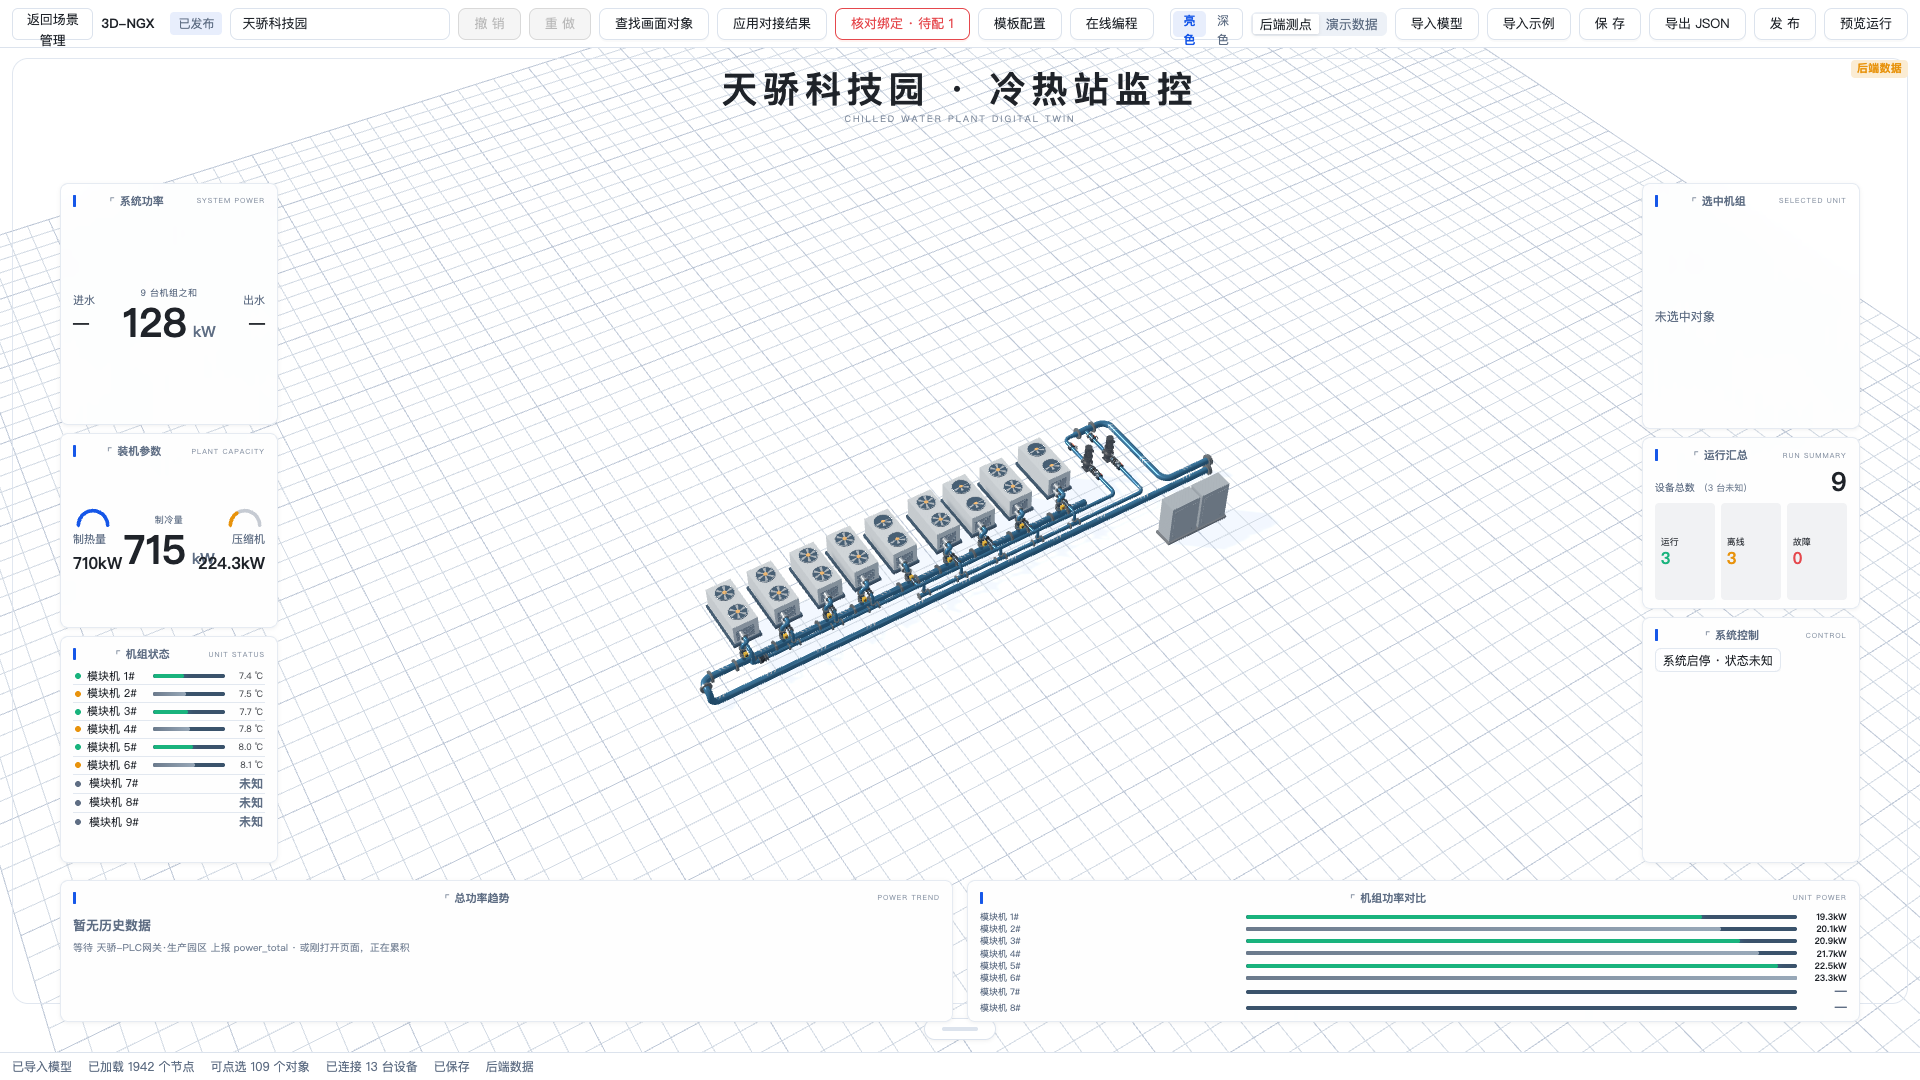 返回场景管理 3D-NGX 已发布 天骄科技园 撤 销 重 做 查找画面对象 应用对接结果 核对绑定 · 待配 1 模板配置 在线编程 亮色 深色 后端测点 演示数据 导入模型 导入示例 保 存 导出 JSON 发 布 预览运行
后端数据
天骄科技园 · 冷热站监控
CHILLED WATER PLANT DIGITAL TWIN
系统功率 SYSTEM POWER
9 台机组之和
进水 出水
— 128 kW —
装机参数 PLANT CAPACITY
制冷量
制热量 压缩机
710kW 715 kW 224.3kW
机组状态 UNIT STATUS
模块机 1# 7.4 ℃
模块机 2# 7.5 ℃
模块机 3# 7.7 ℃
模块机 4# 7.8 ℃
模块机 5# 8.0 ℃
模块机 6# 8.1 ℃
模块机 7# 未知
模块机 8# 未知
模块机 9# 未知
选中机组 SELECTED UNIT
未选中对象
运行汇总 RUN SUMMARY
设备总数 (3 台未知) 9
运行 离线 故障
3 3 0
系统控制 CONTROL
系统启停 · 状态未知
总功率趋势 POWER TREND
暂无历史数据
等待 天骄-PLC网关·生产园区 上报 power_total · 或刚打开页面，正在累积
机组功率对比 UNIT POWER
模块机 1# 19.3kW
模块机 2# 20.1kW
模块机 3# 20.9kW
模块机 4# 21.7kW
模块机 5# 22.5kW
模块机 6# 23.3kW
模块机 7# —
模块机 8# —
已导入模型 已加载 1942 个节点 可点选 109 个对象 已连接 13 台设备 已保存 后端数据